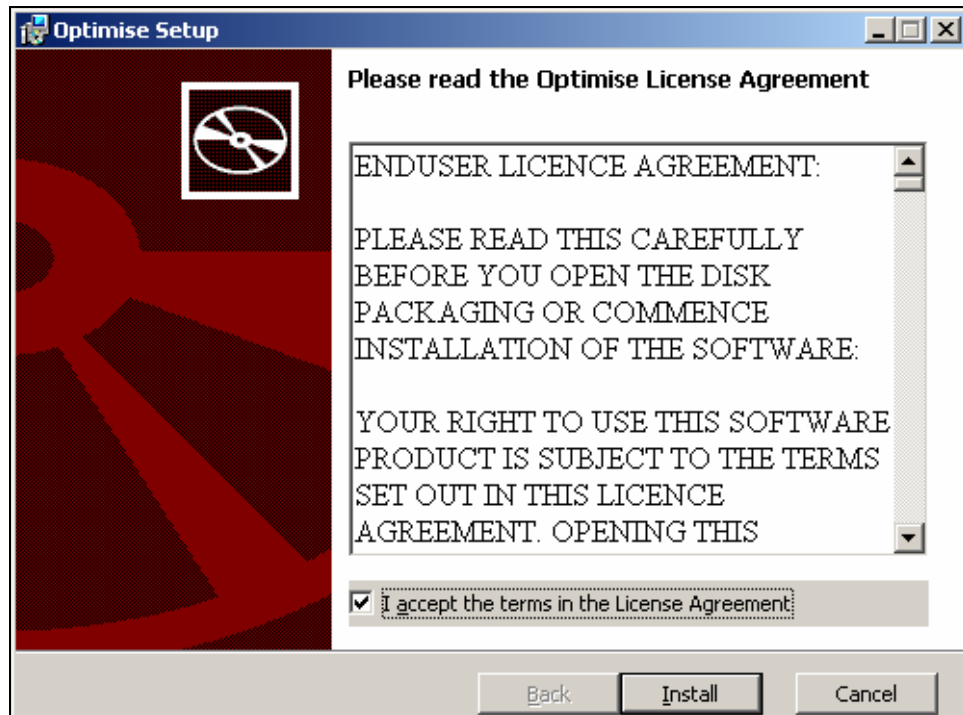 Optimise Setup
Please read the Optimise License Agreement
ENDUSER LICENCE AGREEMENT:
PLEASE READ THIS CAREFULLY
BEFORE YOU OPEN THE DISK
PACKAGING OR COMMENCE
INSTALLATION OF THE SOFTWARE:
YOUR RIGHT TO USE THIS SOFTWARE
PRODUCT IS SUBJECT TO THE TERMS
SET OUT IN THIS LICENCE
AGREEMENT. OPENING THIS
I accept the terms in the License Agreement
Back Install Cancel